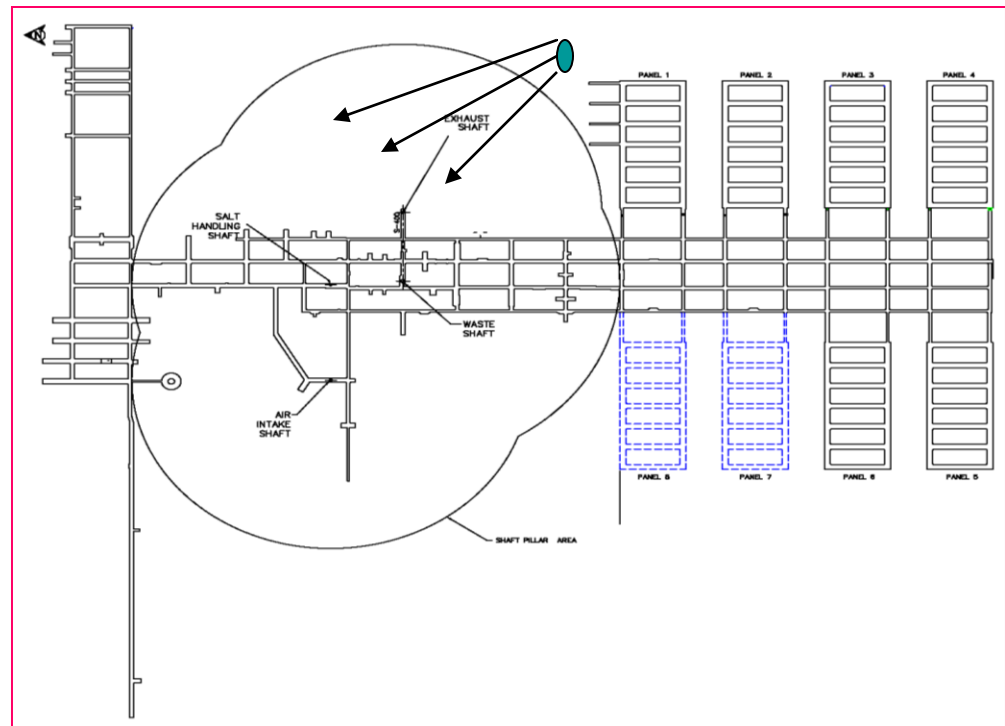 N
PANEL 1
PANEL 2
PANEL 3
PANEL 4
EXHAUST
SHAFT
SALT
HANDLING
SHAFT
S-400
WASTE
SHAFT
AIR
INTAKE
SHAFT
PANEL 8
PANEL 7
PANEL 6
PANEL 5
SHAFT PILLAR AREA